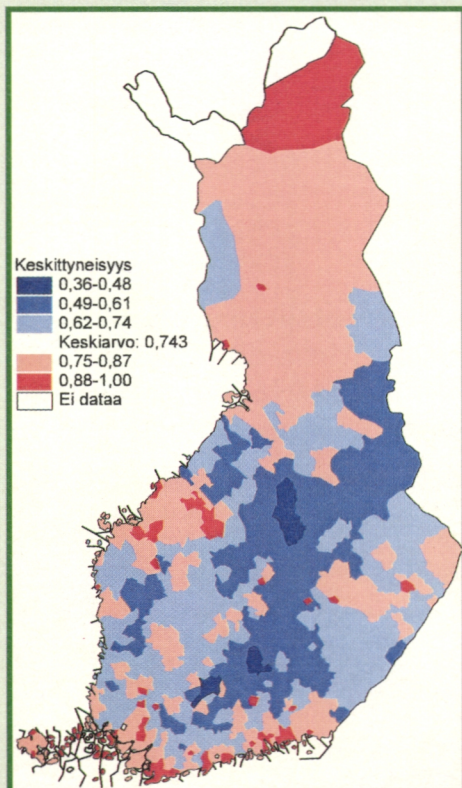 Keskittyneisyys
0,36-0,48
0,49-0,61
0,62-0,74
Keskiarvo: 0,743
0,75-0,87
0,88-1,00
Ei dataa